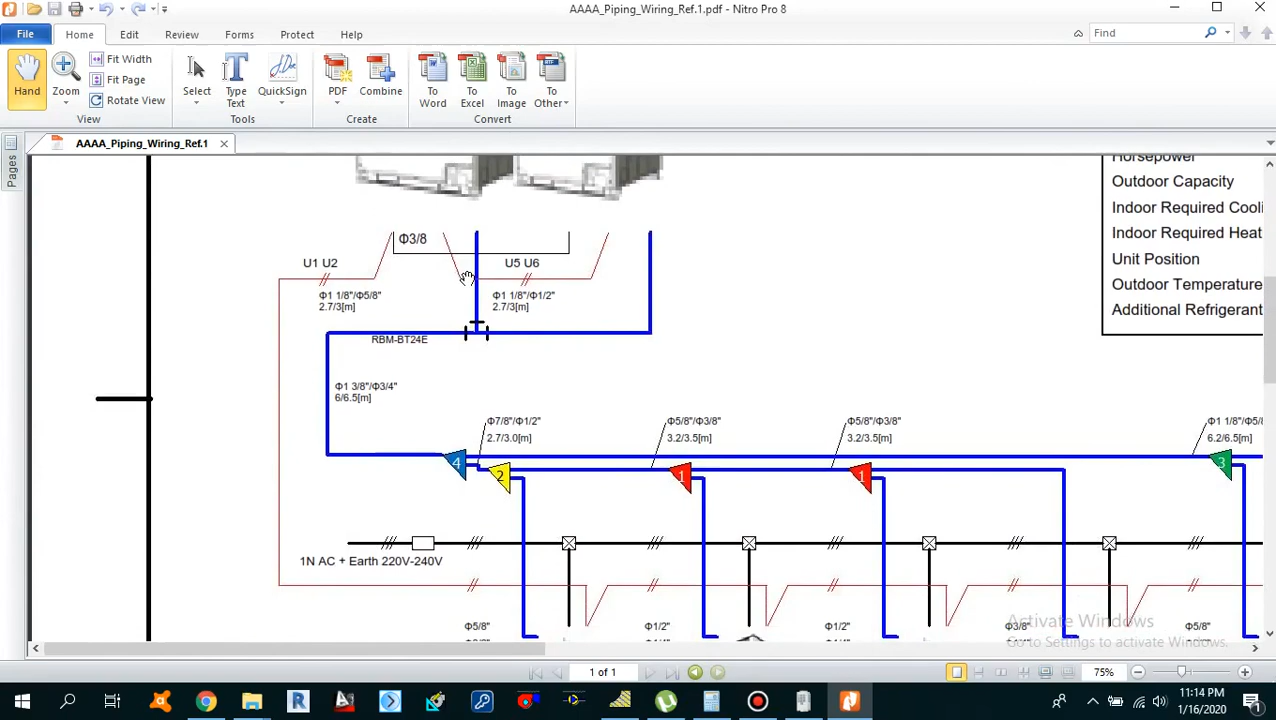 AAAA_Piping_Wiring_Ref.1.pdf - Nitro Pro 8
File Home Edit Review Forms Protect Help Find
Hand
Zoom
Fit Width
Fit Page
Rotate View
Select
Type Text
QuickSign
PDF
Combine
To Word
To Excel
To Image
To Other
View Tools Create Convert
AAAA_Piping_Wiring_Ref.1
Pages
Horsepower
Outdoor Capacity
Indoor Required Cooli
Indoor Required Heat
Unit Position
Outdoor Temperature
Additional Refrigerant
Φ3/8
U1 U2
U5 U6
Φ1 1/8"/Φ5/8"
2.7/3[m]
Φ1 1/8"/Φ1/2"
2.7/3[m]
RBM-BT24E
Φ1 3/8"/Φ3/4"
6/6.5[m]
Φ7/8"/Φ1/2"
2.7/3.0[m]
Φ5/8"/Φ3/8"
3.2/3.5[m]
Φ5/8"/Φ3/8"
3.2/3.5[m]
Φ1 1/8"/Φ5/8
6.2/6.5[m]
4 2 1 1 3
1N AC + Earth 220V-240V
Φ5/8" Φ1/2" Φ1/2" Φ3/8" Φ5/8"
Activate Windows
Go to Settings to activate Windows.
1 of 1
75%
11:14 PM
1/16/2020